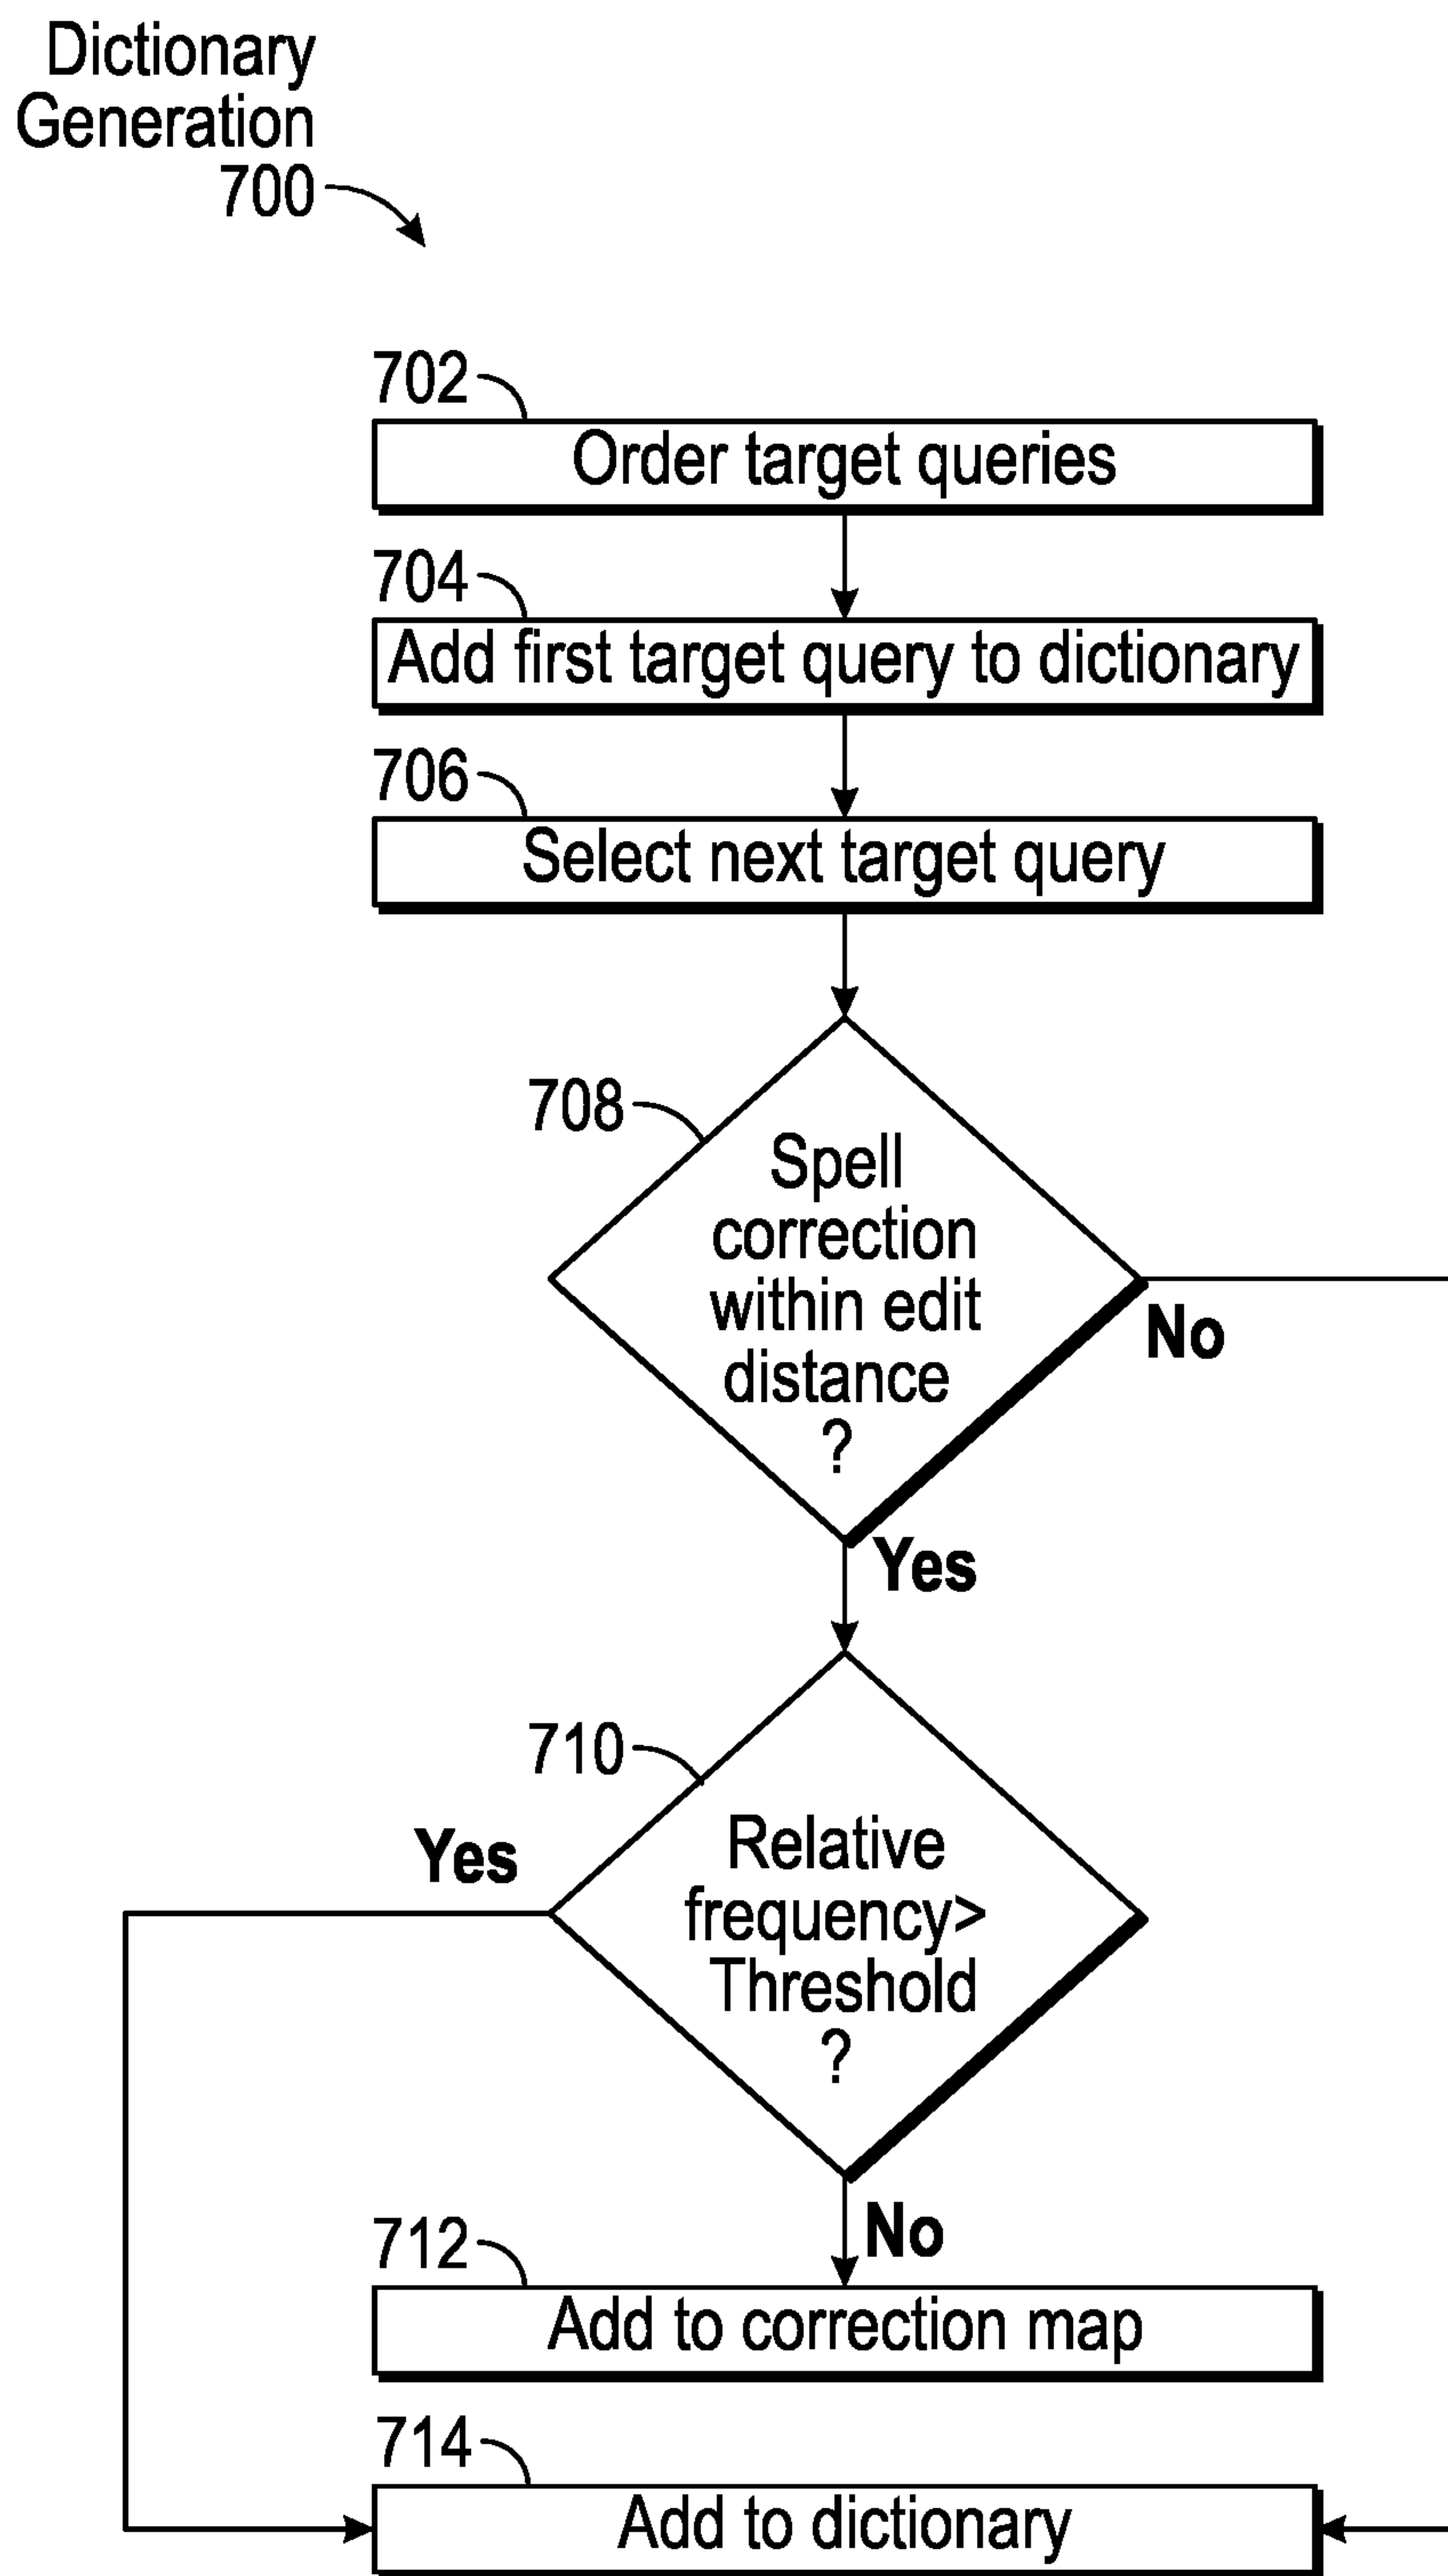 Dictionary
Generation
700
702
Order target queries
704
Add first target query to dictionary
706
Select next target query
708
Spell
correction
within edit
distance
?
No
Yes
710
Relative
frequency>
Threshold
?
Yes
No
712
Add to correction map
714
Add to dictionary